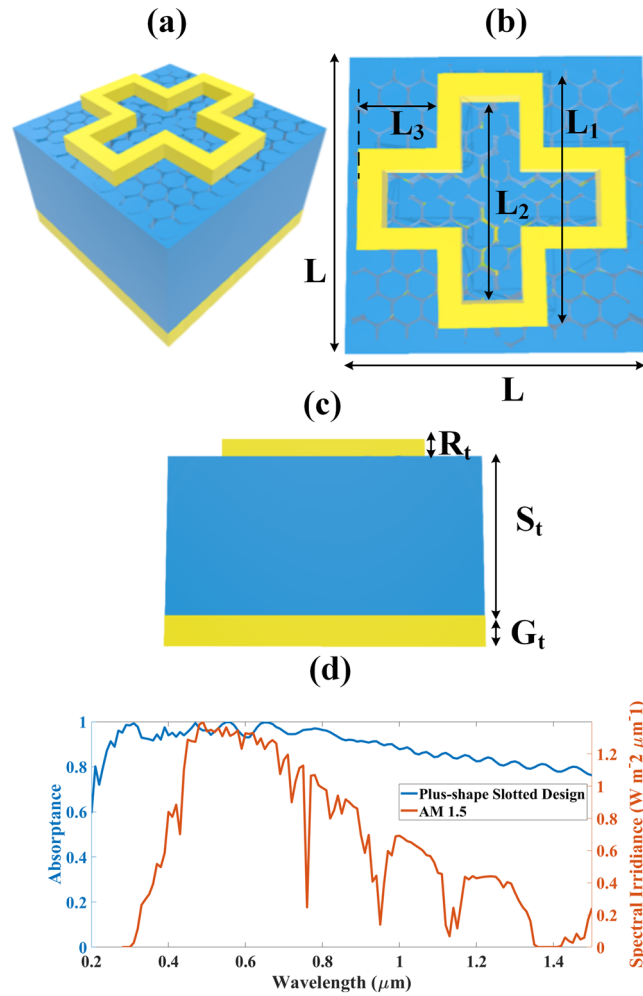 (a)
(b)
L₃
L₁
L₂
L
L
(c)
Rₜ
Sₜ
Gₜ
(d)
Absorptance
1
0.8
0.6
0.4
0.2
0
Plus-shape Slotted Design
AM 1.5
1.2
1
0.8
0.6
0.4
0.2
0
Spectral Irridiance (W m⁻2 μm⁻1)
0.2
0.4
0.6
0.8
1
1.2
1.4
Wavelength (μm)